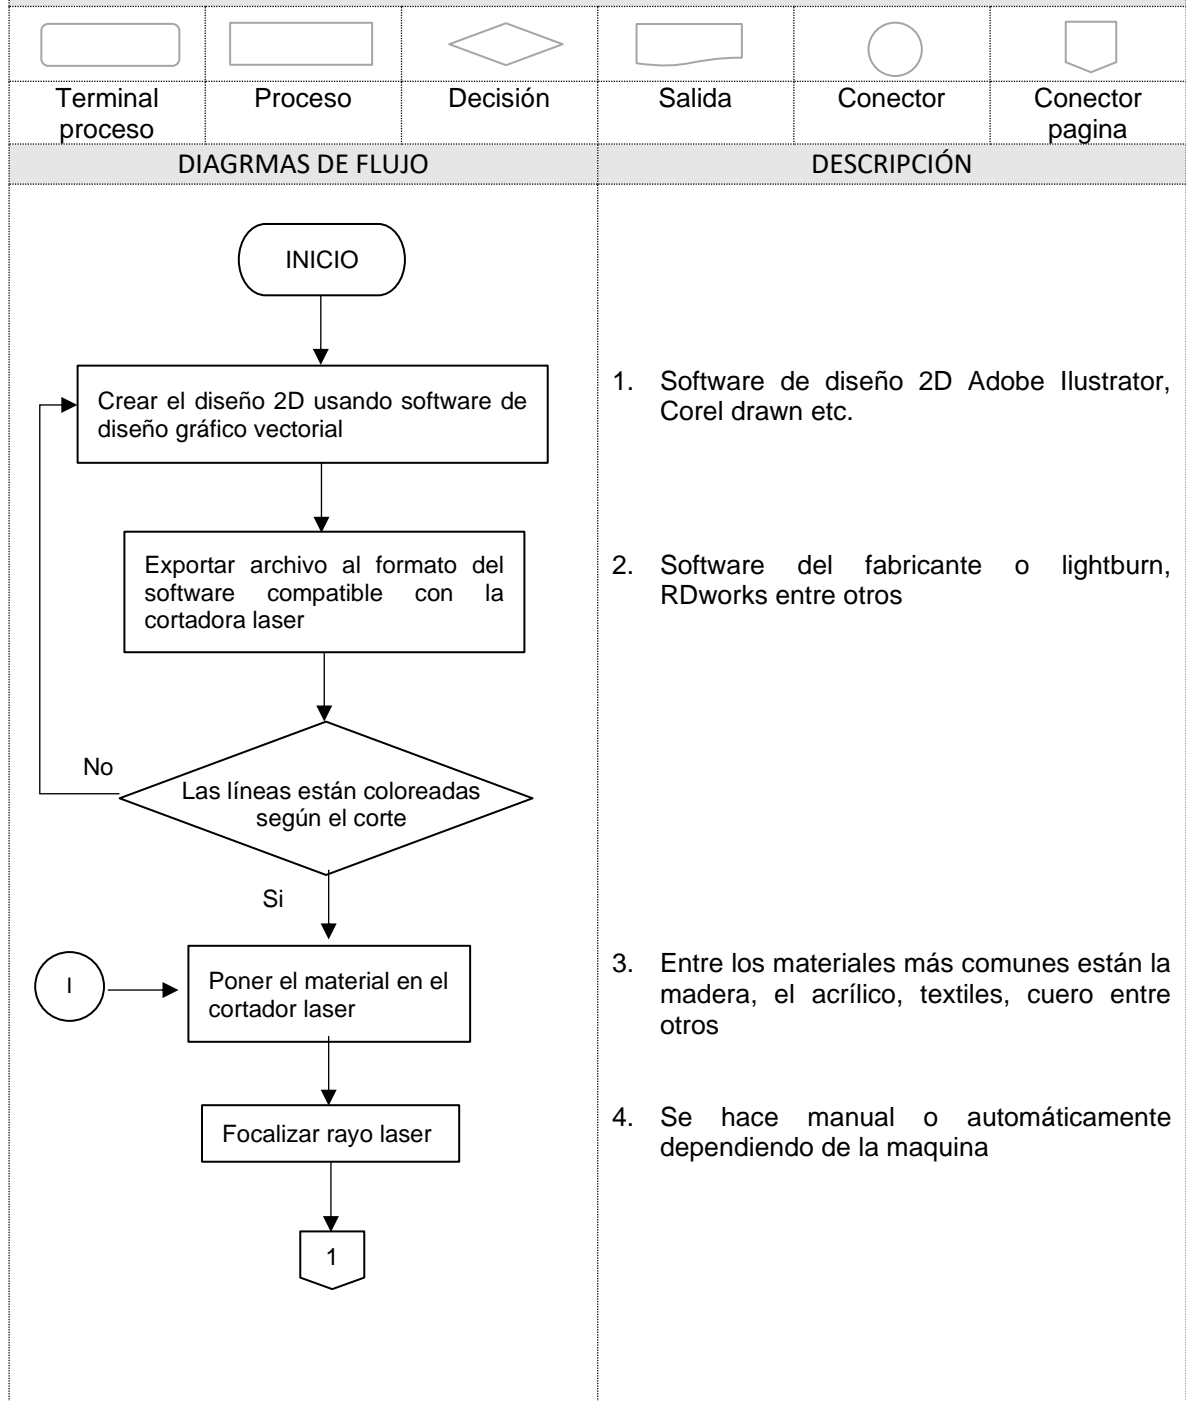 Terminal
proceso
Proceso
Decisión
Salida
Conector
Conector
pagina
DIAGRMAS DE FLUJO
DESCRIPCIÓN
INICIO
Crear el diseño 2D usando software de
diseño gráfico vectorial
1. Software de diseño 2D Adobe Ilustrator,
Corel drawn etc.
Exportar archivo al formato del
software compatible con la
cortadora laser
2. Software del fabricante o lightburn,
RDworks entre otros
No
Las líneas están coloreadas
según el corte
Si
I
Poner el material en el
cortador laser
3. Entre los materiales más comunes están la
madera, el acrílico, textiles, cuero entre
otros
Focalizar rayo laser
4. Se hace manual o automáticamente
dependiendo de la maquina
1